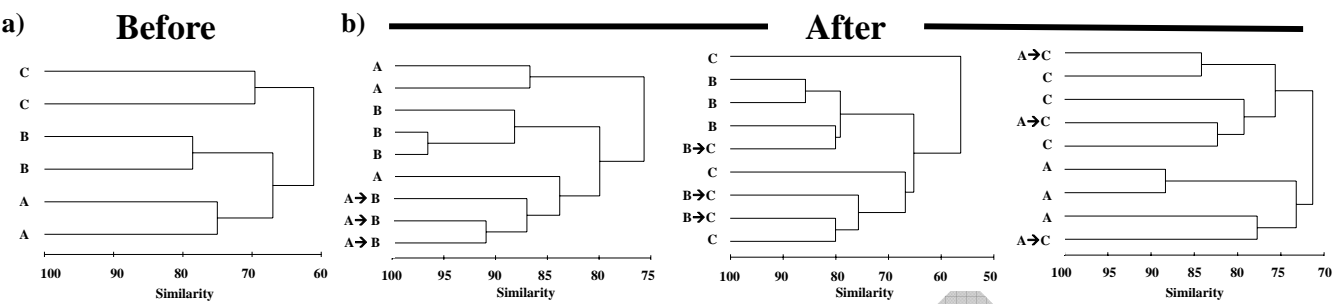 a) Before
C
C
B
B
A
A
100 90 80 70 60
Similarity
b) After
A
A
B
B
B
A
A➔B
A➔B
A➔B
100 95 90 85 80 75
Similarity
C
B
B
B
B➔C
C
B➔C
B➔C
C
100 90 80 70 60 50
Similarity
A➔C
C
C
A➔C
C
A
A
A
A➔C
100 95 90 85 80 75 70
Similarity